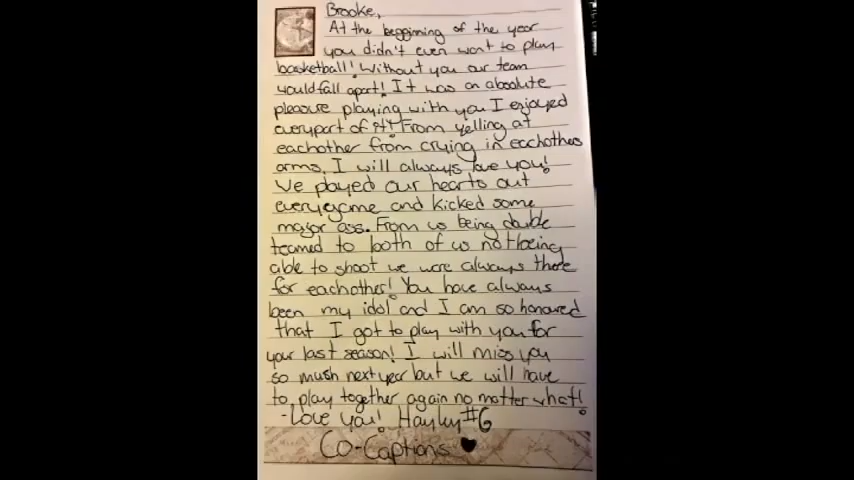 Brooke,
At the beggining of the year
you didn't even want to play
basketball! Without you our team
would fall apart! It was an absolute
pleasure playing with you I enjoyed
everypart of it! From yelling at
eachother from crying in eachothers
arms. I will always love you!
We played our hearts out
everygame and kicked some
major ass. From us being double
teamed to both of us not being
able to shoot we were always there
for eachother! You have always
been my idol and I am so honored
that I got to play with you for
your last season! I will miss you
so mush next year but we will have
to play together again no matter what!
-Love you! Hayley #6
Co-Captions ♥